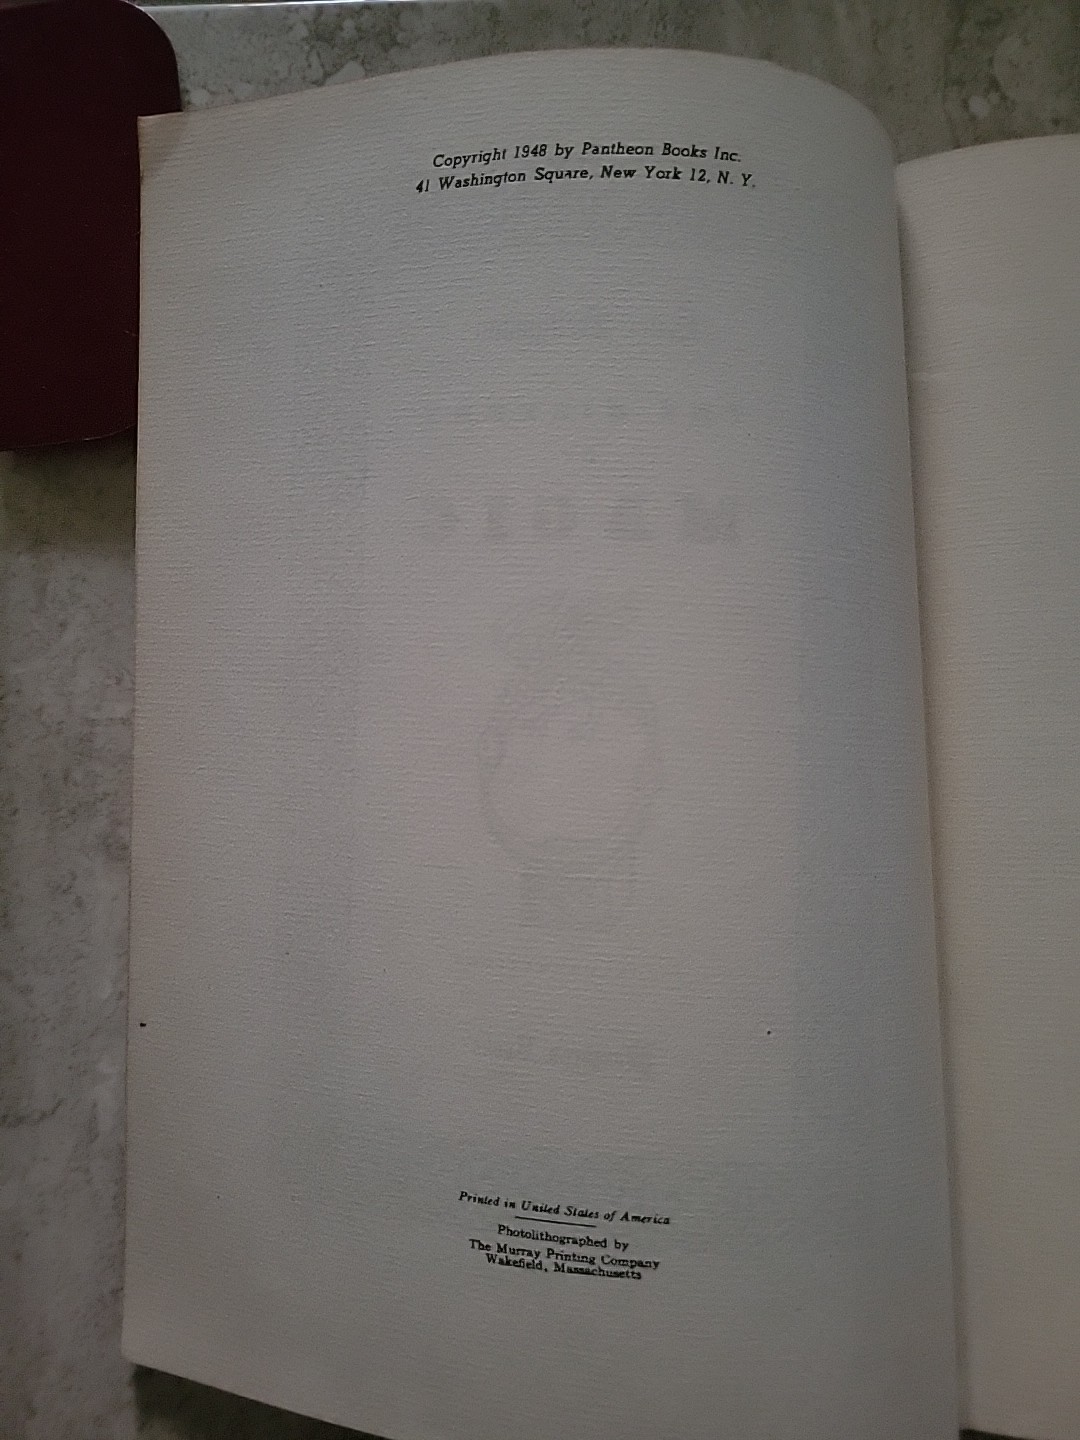 Copyright 1948 by Pantheon Books Inc.
41 Washington Square, New York 12, N. Y.
Printed in United States of America
Photolithographed by
The Murray Printing Company
Wakefield, Massachusetts